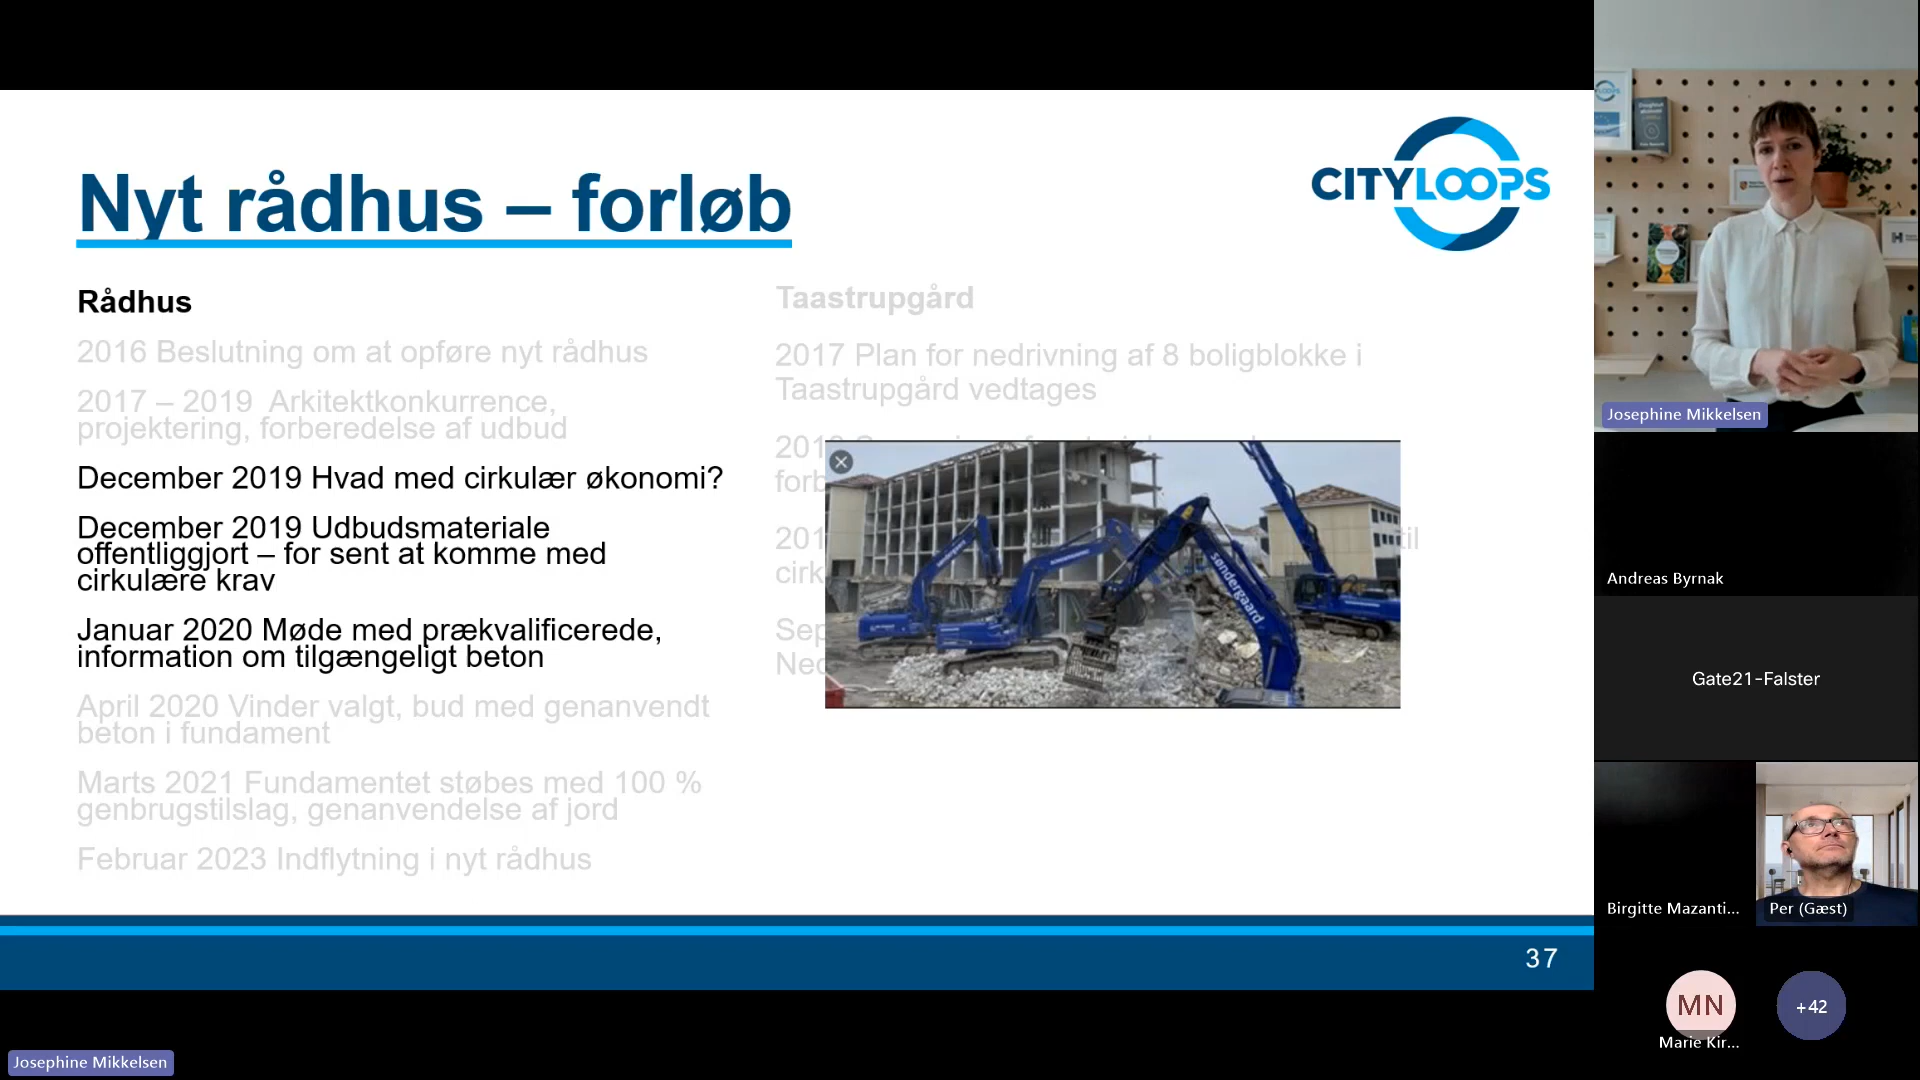 Nyt rådhus – forløb
CITYLOOPS
Rådhus
2016 Beslutning om at opføre nyt rådhus
2017 – 2019 Arkitektkonkurrence,
projektering, forberedelse af udbud
December 2019 Hvad med cirkulær økonomi?
December 2019 Udbudsmateriale
offentliggjort – for sent at komme med
cirkulære krav
Januar 2020 Møde med prækvalificerede,
information om tilgængeligt beton
April 2020 Vinder valgt, bud med genanvendt
beton i fundament
Marts 2021 Fundamentet støbes med 100 %
genbrugstilslag, genanvendelse af jord
Februar 2023 Indflytning i nyt rådhus
Taastrupgård
2017 Plan for nedrivning af 8 boligblokke i
Taastrupgård vedtages
søndergaard
37
Josephine Mikkelsen
Andreas Byrnak
Gate21-Falster
Birgitte Mazanti...
Per (Gæst)
MN
+42
Marie Kir...
Josephine Mikkelsen